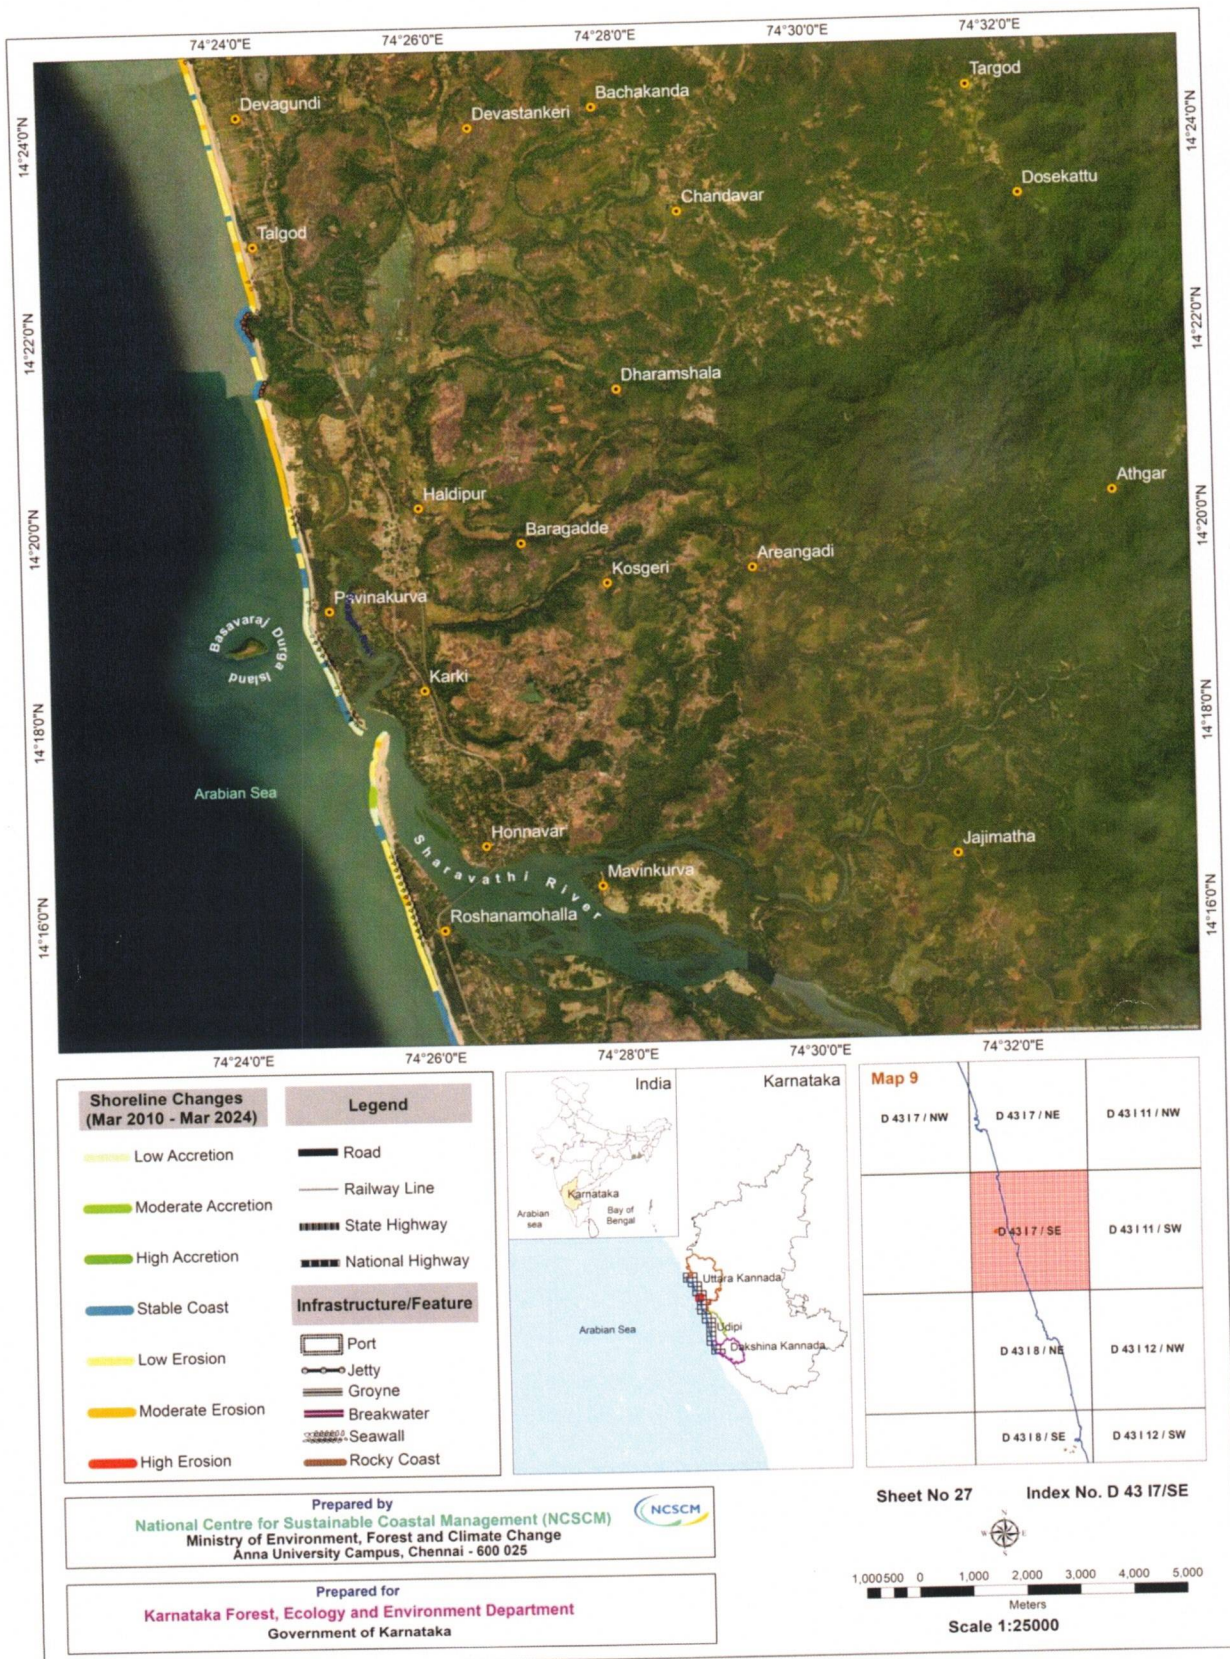 74°24'0"E
74°26'0"E
74°28'0"E
74°30'0"E
74°32'0"E
14°24'0"N
14°22'0"N
14°20'0"N
14°18'0"N
14°16'0"N
14°24'0"N
14°22'0"N
14°20'0"N
14°18'0"N
14°16'0"N
Targod
Bachakanda
Devagundi
Devastankeri
Dosekattu
Chandavar
Talgod
Dharamshala
Athgar
Haldipur
Baragadde
Areangadi
Kosgeri
Pavinakurva
Basavaraj Durga Island
Karki
Arabian Sea
Honnavar
Jajimatha
Sharavathi River
Mavinkurva
Roshanamohalla
74°24'0"E
74°26'0"E
74°28'0"E
74°30'0"E
74°32'0"E
Shoreline Changes
(Mar 2010 - Mar 2024)
Low Accretion
Moderate Accretion
High Accretion
Stable Coast
Low Erosion
Moderate Erosion
High Erosion
Legend
Road
Railway Line
State Highway
National Highway
Infrastructure/Feature
Port
Jetty
Groyne
Breakwater
Seawall
Rocky Coast
India
Karnataka
Arabian
sea
Bay of
Bengal
Karnataka
Uttara Kannada
Arabian Sea
Udipi
Dakshina Kannada
Map 9
D 43 I 7 / NW
D 43 I 7 / NE
D 43 I 11 / NW
D 43 I 7 / SE
D 43 I 11 / SW
D 43 I 8 / NE
D 43 I 12 / NW
D 43 I 8 / SE
D 43 I 12 / SW
Prepared by
National Centre for Sustainable Coastal Management (NCSCM)
Ministry of Environment, Forest and Climate Change
Anna University Campus, Chennai - 600 025
NCSCM
Prepared for
Karnataka Forest, Ecology and Environment Department
Government of Karnataka
Sheet No 27
Index No. D 43 I7/SE
N
W
E
S
1,000 500 0 1,000 2,000 3,000 4,000 5,000
Meters
Scale 1:25000